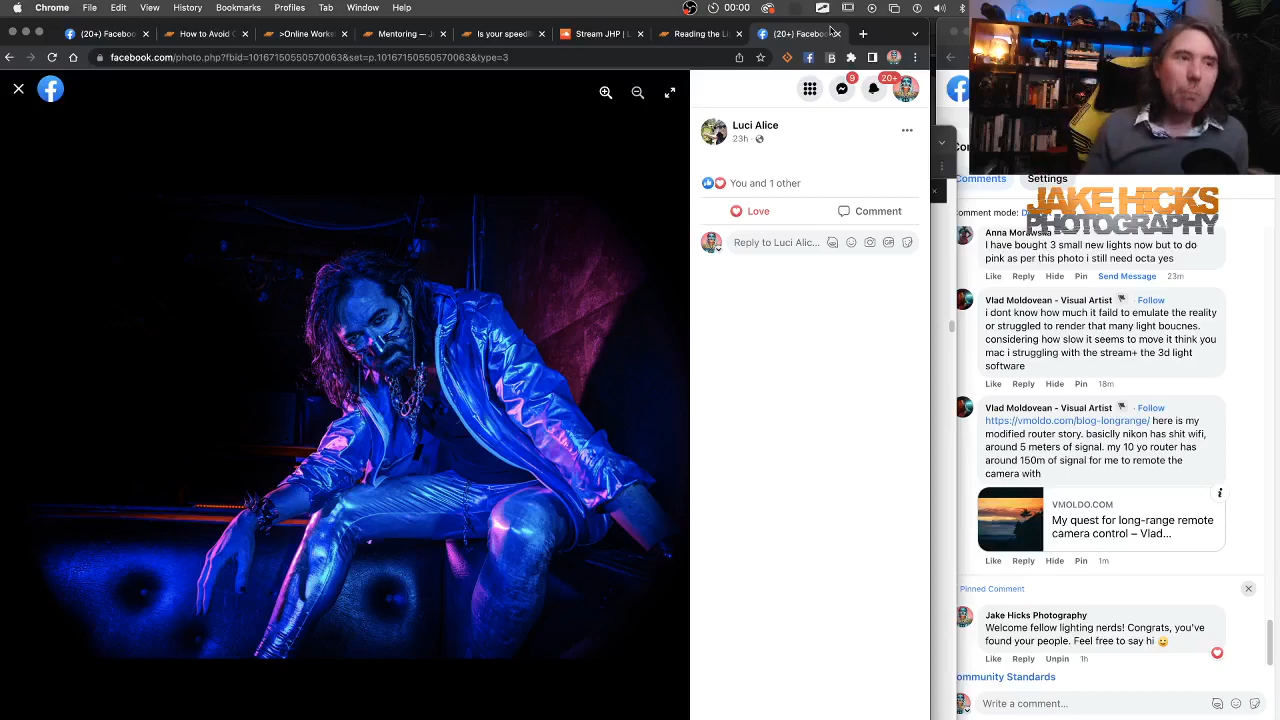 Chrome File Edit View History Bookmarks Profiles Tab Window Help
00:00
(20+) Faceboo
How to Avoid C
Mentoring — J
Is your speedl
Stream JHP | L
Reading the Li
(20+) Faceboo
facebook.com/photo.php?fbid=10167150550570063&set=p.10167150550570063&type=3
9
20+
Luci Alice
23h
You and 1 other
Love
Comment
Reply to Luci Alic...
GIF
Comments
Settings
JAKE HICKS
PHOTOGRAPHY
omment mode:
Anna Morawska
I have bought 3 small new lights now but to do
pink as per this photo i still need octa yes
Like Reply Hide Pin Send Message 23m
Vlad Moldovean - Visual Artist · Follow
i dont know how much it faild to emulate the reality
or struggled to render that many light boucnes.
considering how slow it seems to move it think you
mac i struggling with the stream+ the 3d light
software
Like Reply Hide Pin 18m
Vlad Moldovean - Visual Artist · Follow
https://vmoldo.com/blog-longrange/ here is my
modified router story. basiclly nikon has shit wifi,
around 5 meters of signal. my 10 yo router has
around 150m of signal for me to remote the
camera with
VMOLDO.COM
My quest for long-range remote
camera control – Vlad...
Like Reply Hide Pin 1m
Pinned Comment
Jake Hicks Photography
Welcome fellow lighting nerds! Congrats, you've
found your people. Feel free to say hi
Like Reply Unpin 1h
ommunity Standards
Write a comment...